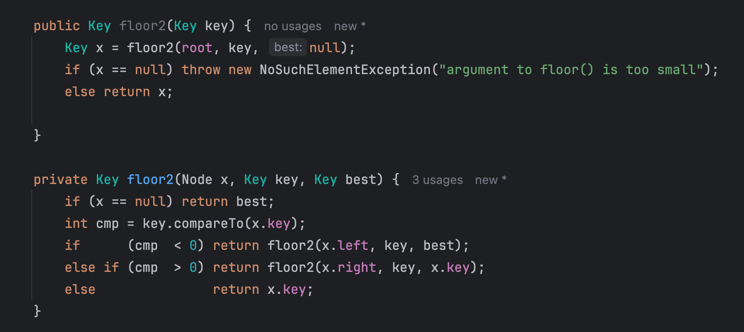 public Key floor2(Key key) { no usages new *
Key x = floor2(root, key, best: null);
if (x == null) throw new NoSuchElementException("argument to floor() is too small");
else return x;
}
private Key floor2(Node x, Key key, Key best) { 3 usages new *
if (x == null) return best;
int cmp = key.compareTo(x.key);
if      (cmp  < 0) return floor2(x.left, key, best);
else if (cmp  > 0) return floor2(x.right, key, x.key);
else               return x.key;
}